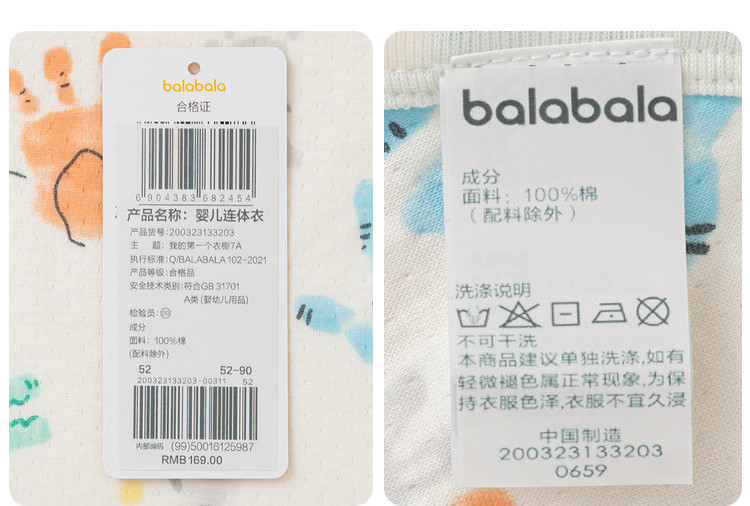 balabala
合格证
6 904383 682454
产品名称：婴儿连体衣
产品货号：200323133203
主 题：我的第一个衣橱7A
执行标准：Q/BALABALA 102-2021
产品等级：合格品
安全技术类别：符合GB 31701
A类 (婴幼儿用品)
检验员：
成分
面料：100%棉
(配料除外)
52 52-90
200323133203-00311 52
内部编码 (99)50016125987
RMB169.00
balabala
成分
面料：100%棉
(配料除外)
洗涤说明
不可干洗
本商品建议单独洗涤,如有
轻微褪色属正常现象,为保
持衣服色泽,衣服不宜久浸
中国制造
200323133203
0659